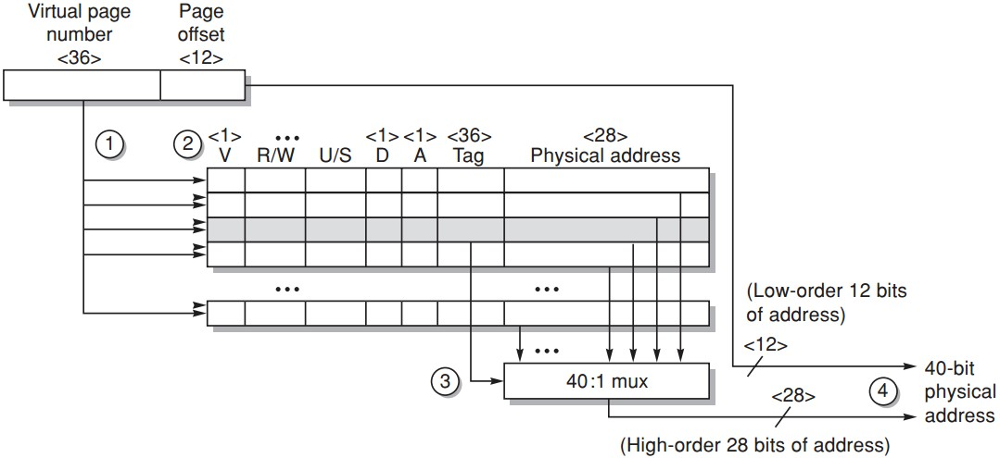 Virtual page
number
<36>
Page
offset
<12>
1
2
<1>
V
•••
R/W
U/S
<1>
D
<1>
A
<36>
Tag
<28>
Physical address
•••
•••
(Low-order 12 bits
of address)
<12>
•••
3
40:1 mux
<28>
4
40-bit
physical
address
(High-order 28 bits of address)